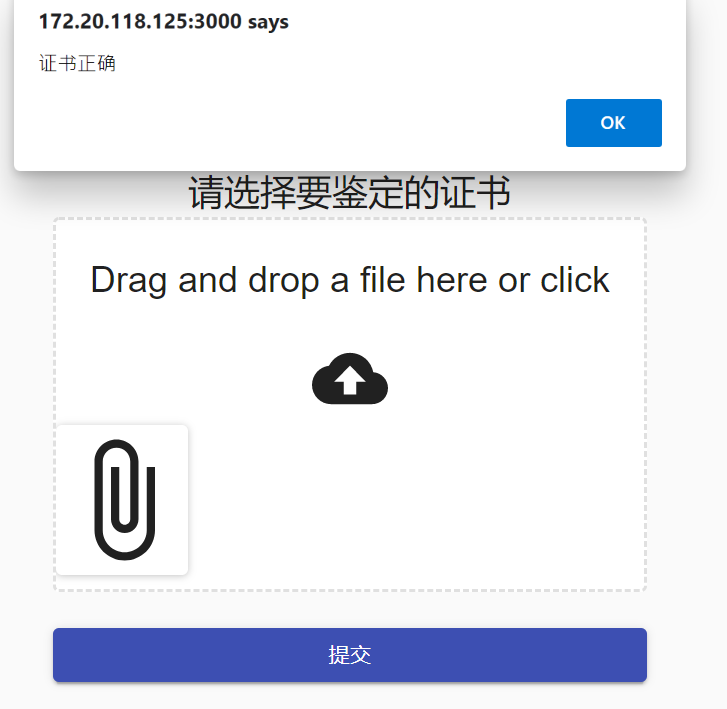 172.20.118.125:3000 says
证书正确
OK
请选择要鉴定的证书
Drag and drop a file here or click
提交